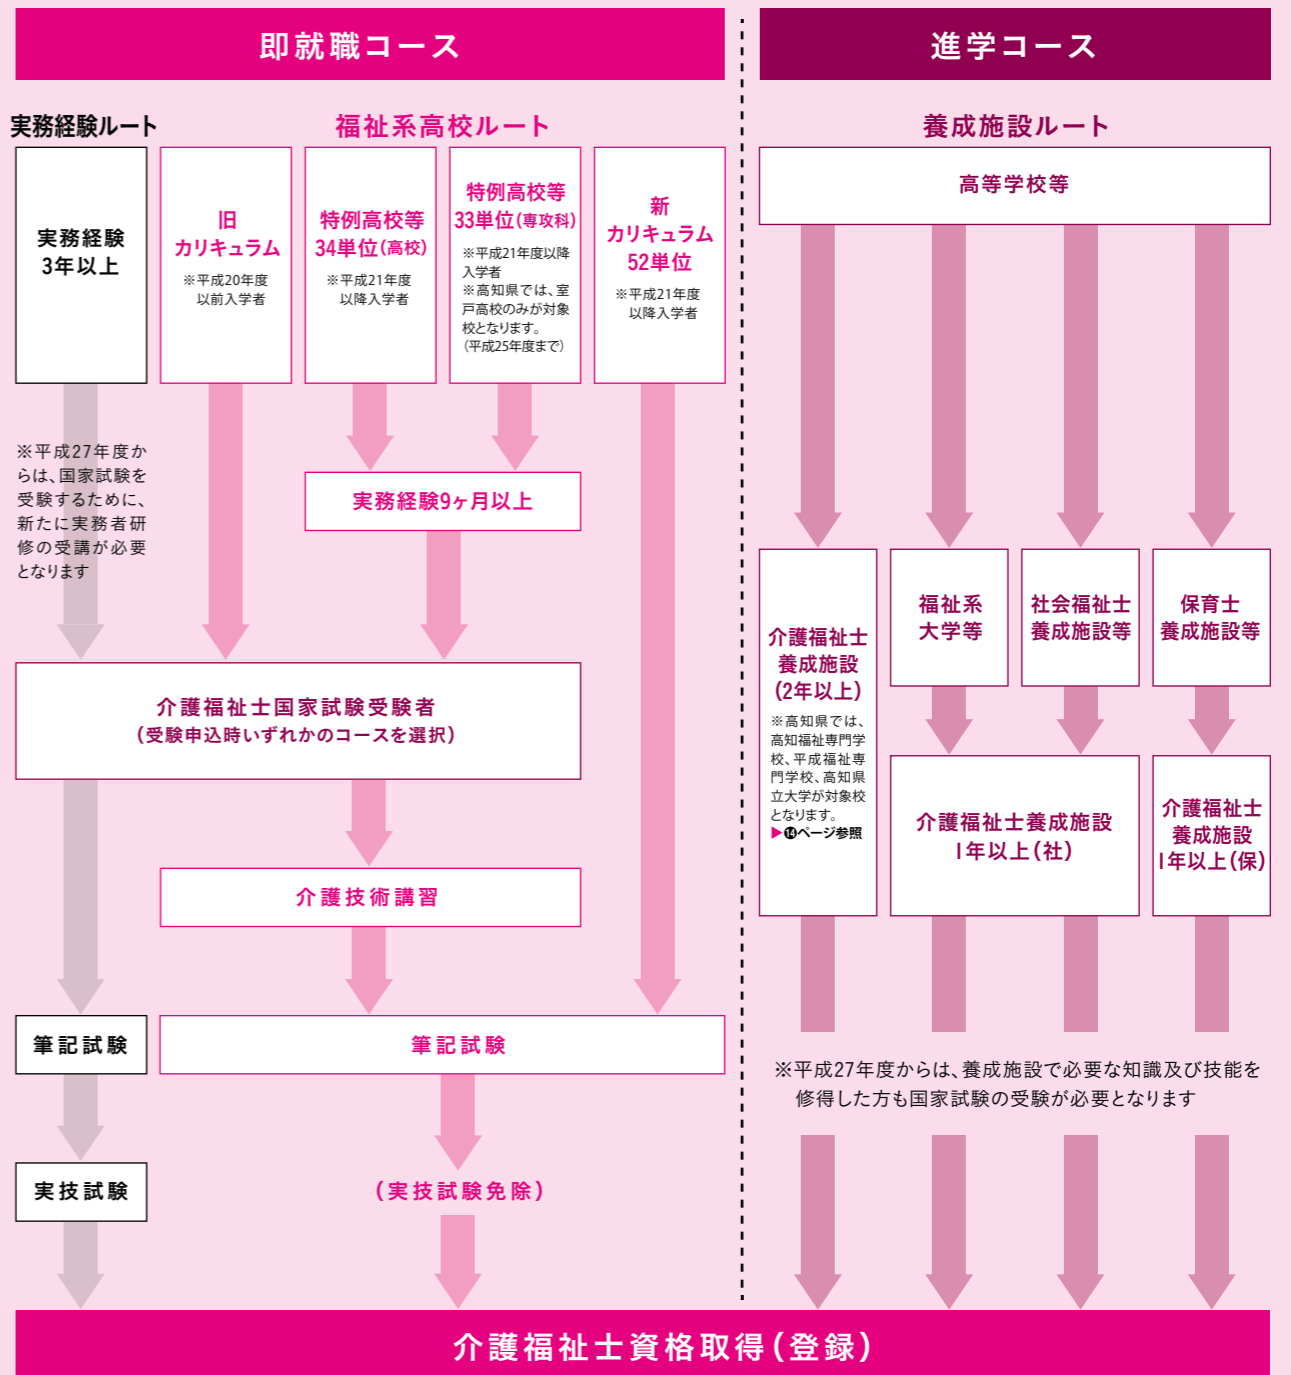 即就職コース
進学コース
実務経験ルート
福祉系高校ルート
養成施設ルート
実務経験
3年以上
旧
カリキュラム
※平成20年度
以前入学者
特例高校等
34単位(高校)
※平成21年度
以降入学者
特例高校等
33単位(専攻科)
※平成21年度以降
入学者
※高知県では、室
戸高校のみが対象
校となります。
(平成25年度まで)
新
カリキュラム
52単位
※平成21年度
以降入学者
高等学校等
※平成27年度か
らは、国家試験を
受験するために、
新たに実務者研
修の受講が必要
となります
実務経験9ヶ月以上
介護福祉士国家試験受験者
(受験申込時いずれかのコースを選択)
介護技術講習
筆記試験
筆記試験
実技試験
(実技試験免除)
介護福祉士
養成施設
(2年以上)
※高知県では、
高知福祉専門学
校、平成福祉専
門学校、高知県
立大学が対象校
となります。
▶⓮ページ参照
福祉系
大学等
社会福祉士
養成施設等
保育士
養成施設等
介護福祉士養成施設
1年以上(社)
介護福祉士
養成施設
1年以上(保)
※平成27年度からは、養成施設で必要な知識及び技能を
修得した方も国家試験の受験が必要となります
介護福祉士資格取得(登録)